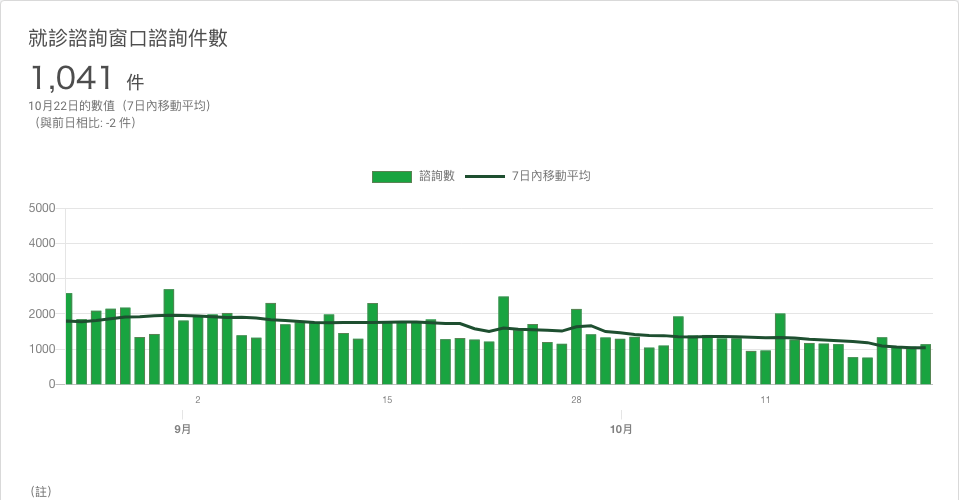 就診諮詢窗口諮詢件數
1,041 件
10月22日的數值（7日內移動平均）
（與前日相比: -2 件）
諮詢數 7日內移動平均
5000
4000
3000
2000
1000
0
2 15 28 11
9月 10月
（註）